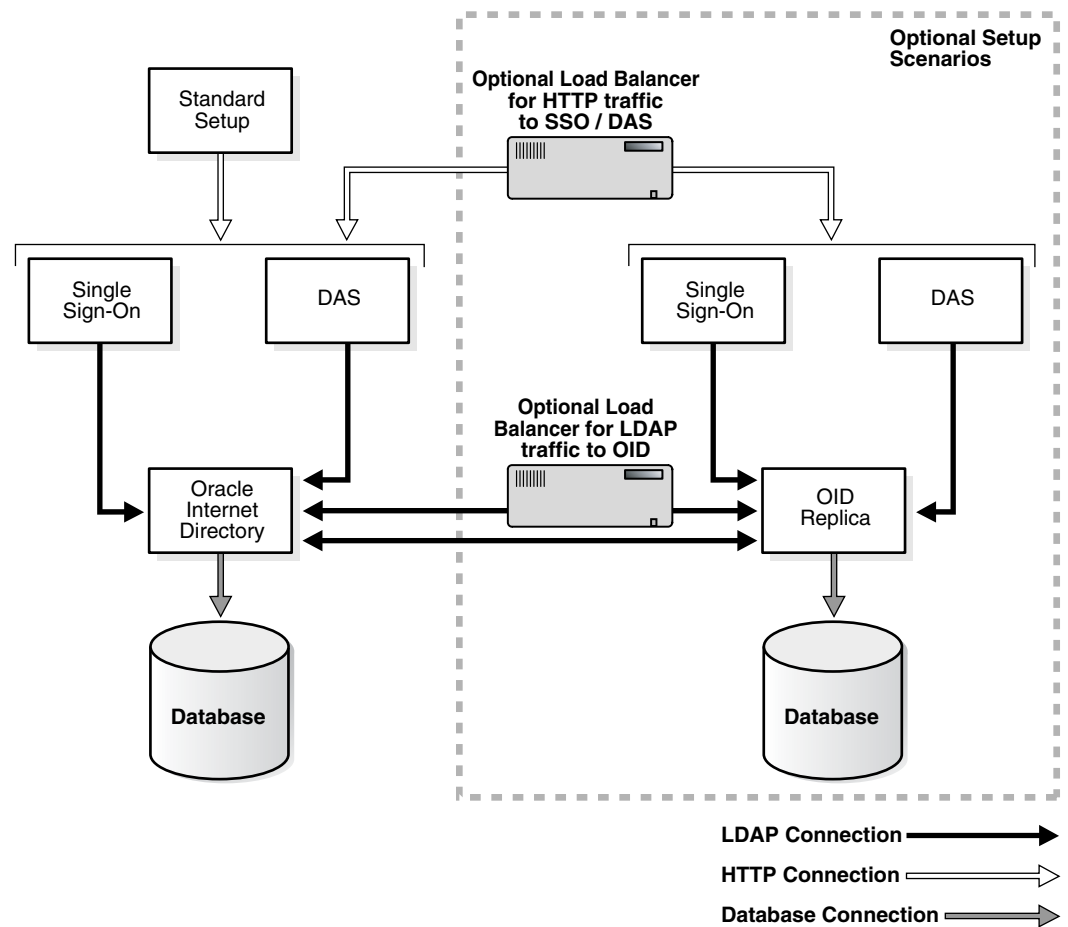 Optional Setup
Scenarios
Optional Load Balancer
for HTTP traffic
to SSO / DAS
Standard
Setup
Single
Sign-On
DAS
Single
Sign-On
DAS
Optional Load
Balancer for LDAP
traffic to OID
Oracle
Internet
Directory
OID
Replica
Database
Database
LDAP Connection
HTTP Connection
Database Connection